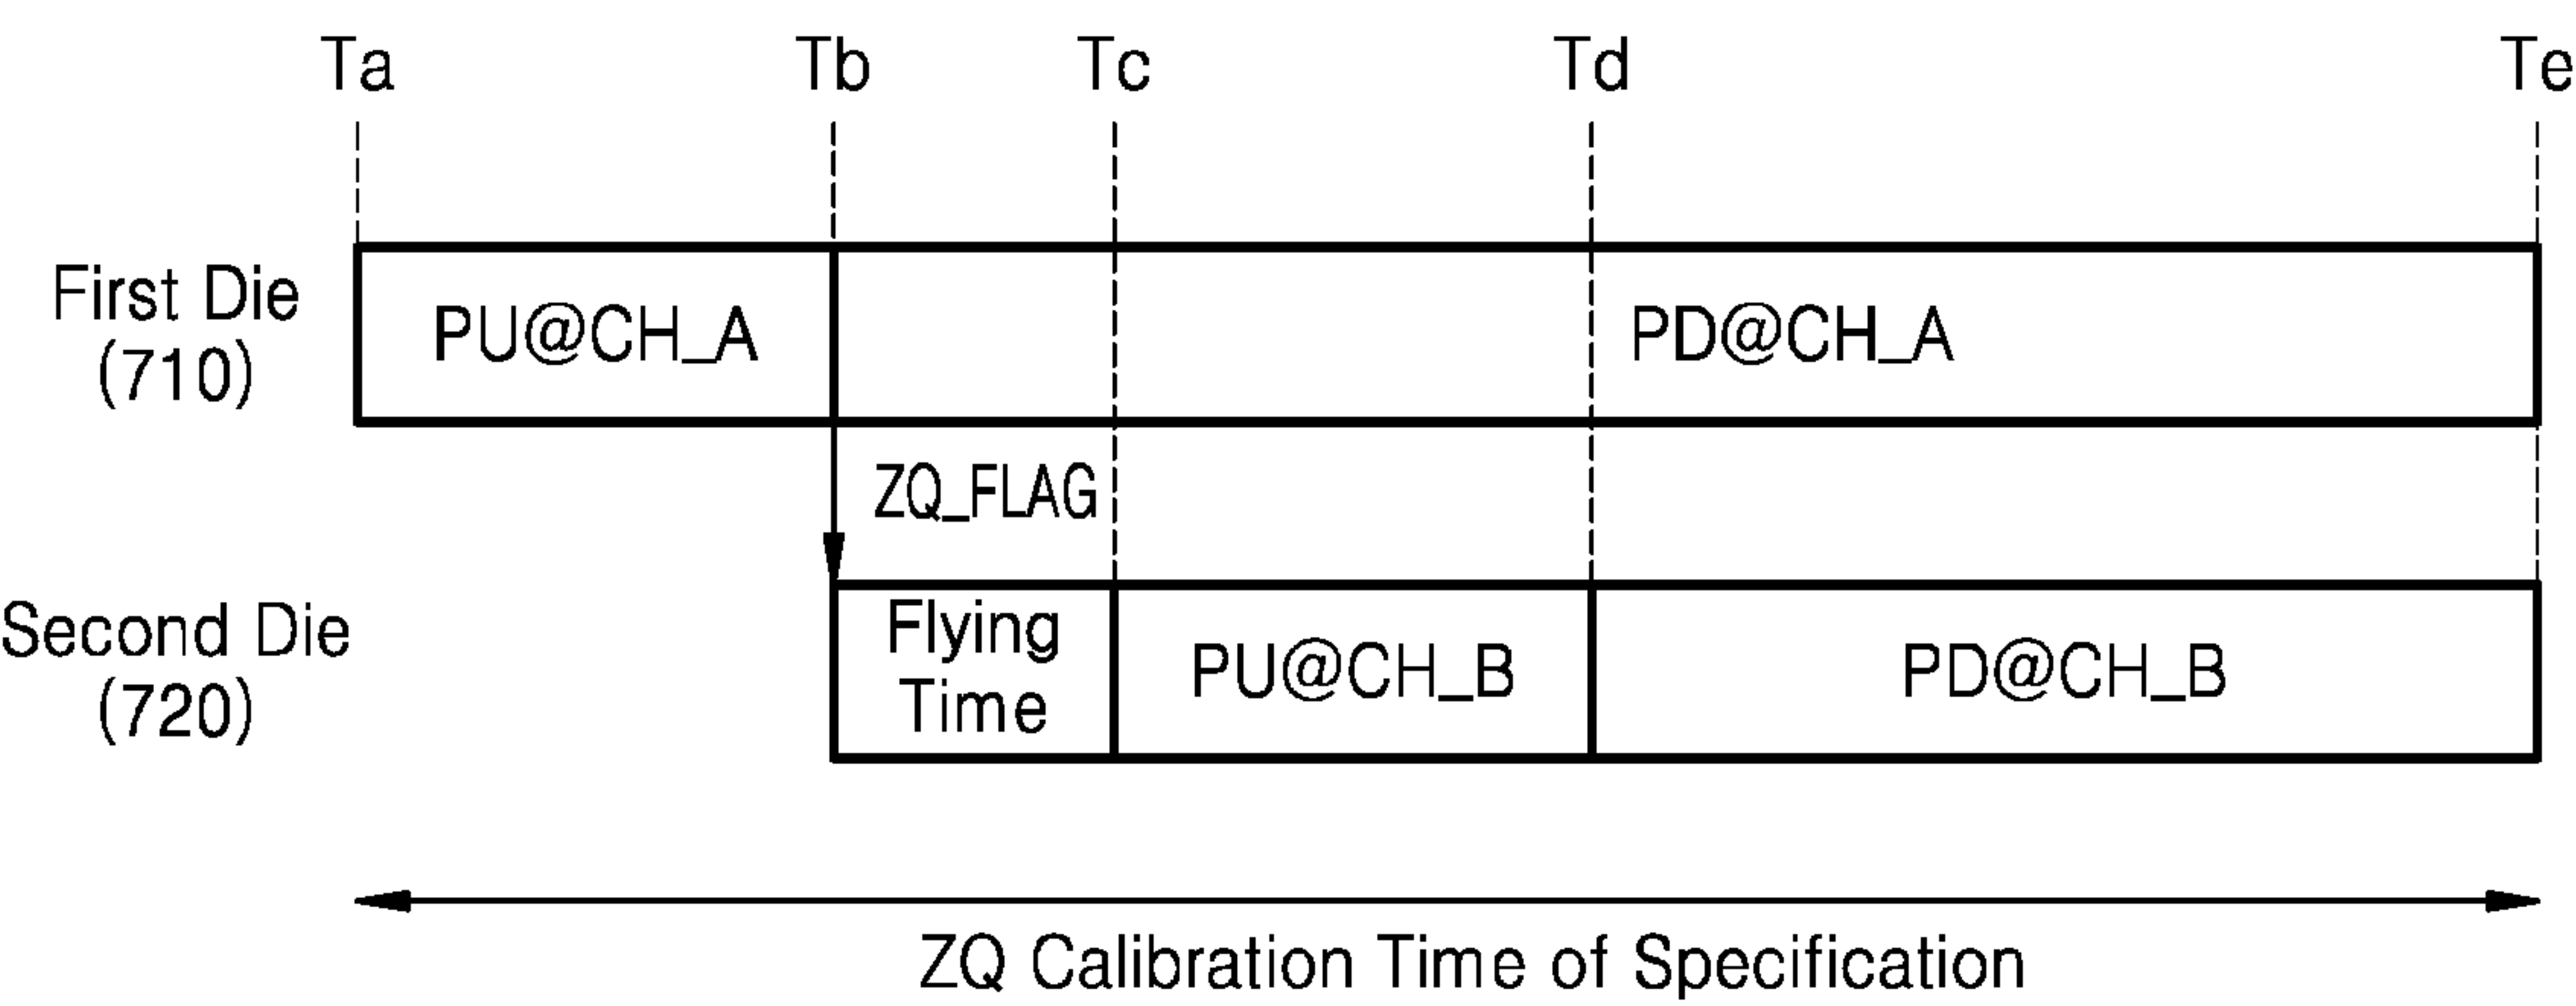 Ta Tb Tc Td Te
First Die
(710)
PU@CH_A PD@CH_A
ZQ_FLAG
Second Die
(720)
Flying
Time
PU@CH_B PD@CH_B
ZQ Calibration Time of Specification